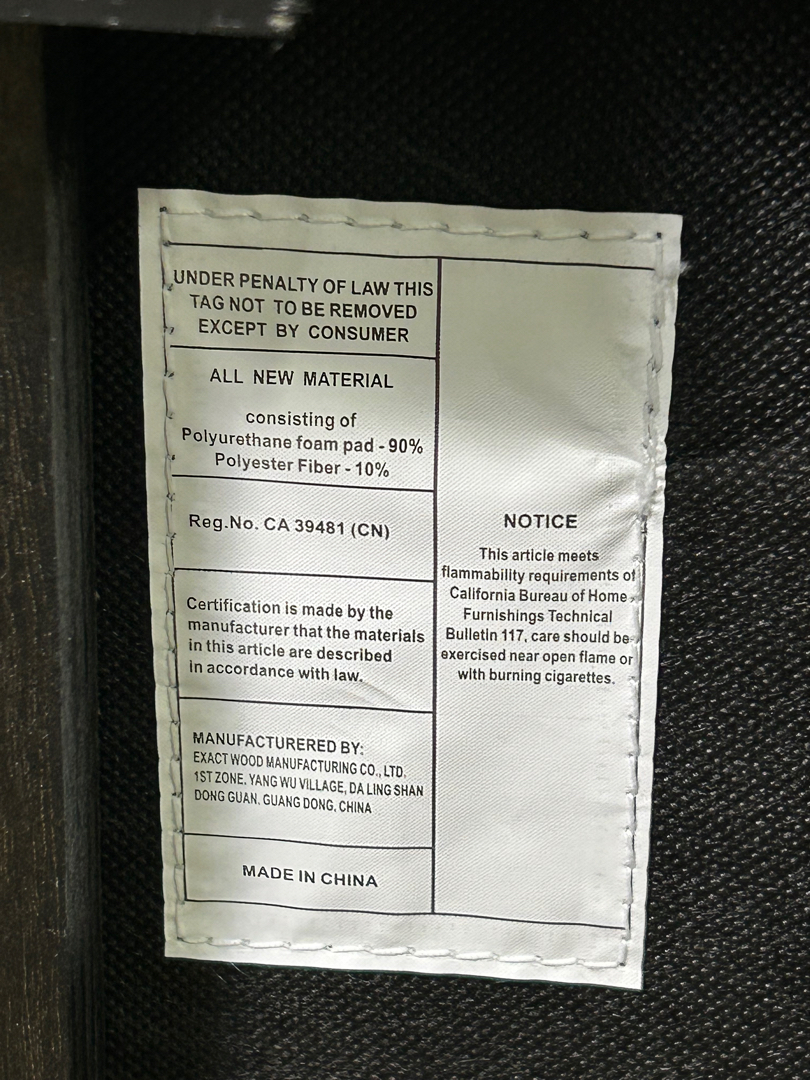 UNDER PENALTY OF LAW THIS
TAG NOT TO BE REMOVED
EXCEPT BY CONSUMER
ALL NEW MATERIAL
consisting of
Polyurethane foam pad - 90%
Polyester Fiber - 10%
Reg.No. CA 39481 (CN)
Certification is made by the
manufacturer that the materials
in this article are described
in accordance with law.
MANUFACTURERED BY:
EXACT WOOD MANUFACTURING CO., LTD.
1ST ZONE, YANG WU VILLAGE, DA LING SHAN
DONG GUAN, GUANG DONG, CHINA
MADE IN CHINA
NOTICE
This article meets
flammability requirements of
California Bureau of Home
Furnishings Technical
Bulletin 117, care should be
exercised near open flame or
with burning cigarettes.